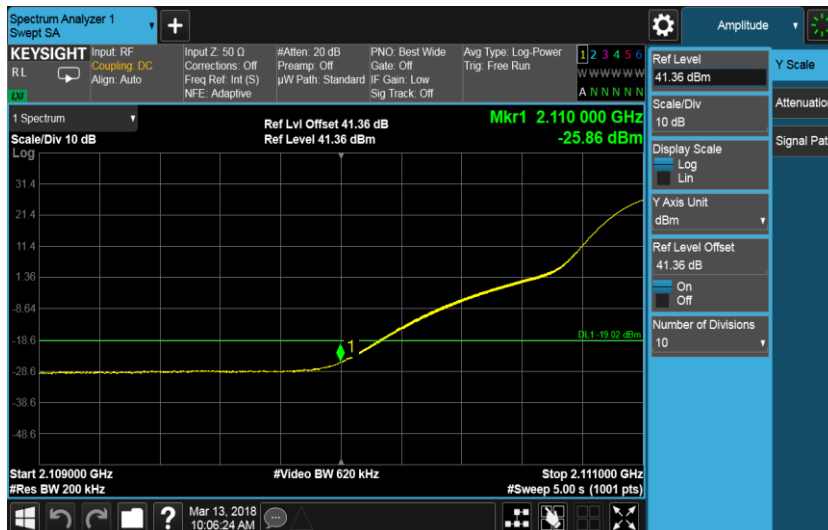 Spectrum Analyzer 1
Swept SA
+
Amplitude
KEYSIGHT
R L
LXI
Input: RF
Coupling: DC
Align: Auto
Input Z: 50 Ω
Corrections: Off
Freq Ref: Int (S)
NFE: Adaptive
#Atten: 20 dB
Preamp: Off
µW Path: Standard
PNO: Best Wide
Gate: Off
IF Gain: Low
Sig Track: Off
Avg Type: Log-Power
Trig: Free Run
1 2 3 4 5 6
W W W W W W
A N N N N N
1 Spectrum
Scale/Div 10 dB
Ref Lvl Offset 41.36 dB
Ref Level 41.36 dBm
Mkr1 2.110 000 GHz
-25.86 dBm
Log
31.4
21.4
11.4
1.36
-8.64
-18.6
-28.6
-38.6
-48.6
DL1 -19.02 dBm
1
Start 2.109000 GHz
#Res BW 200 kHz
#Video BW 620 kHz
Stop 2.111000 GHz
#Sweep 5.00 s (1001 pts)
Ref Level
41.36 dBm
Scale/Div
10 dB
Display Scale
Log
Lin
Y Axis Unit
dBm
Ref Level Offset
41.36 dB
On
Off
Number of Divisions
10
Y Scale
Attenuation
Signal Pat
?
Mar 13, 2018
10:06:24 AM